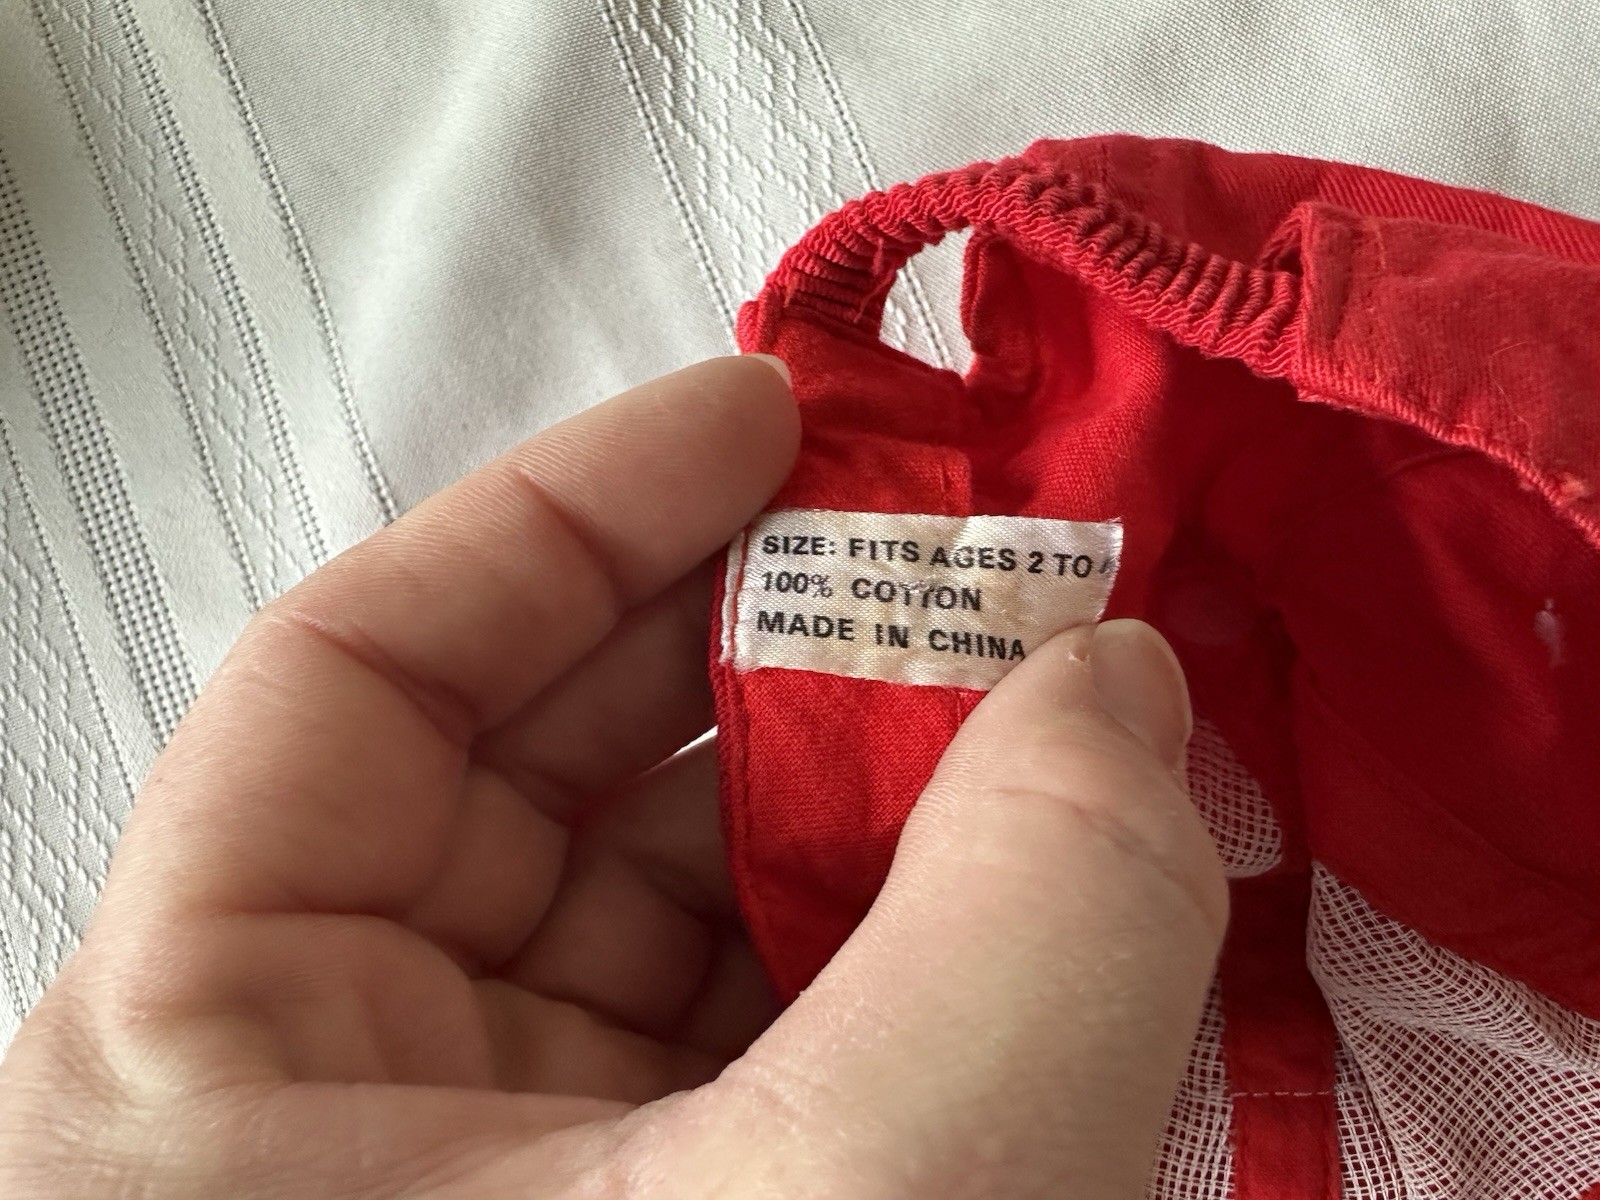 SIZE: FITS AGES 2 TO
100% COTTON
MADE IN CHINA